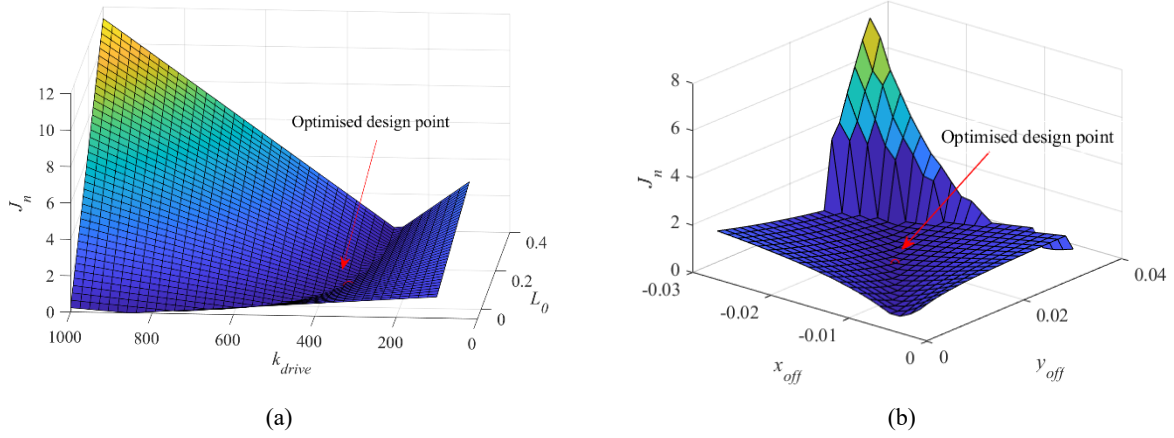 12
10
8
6
4
2
0
J_n
1000
800
600
400
200
0
k_drive
0
0.2
0.4
L_0
Optimised design point
(a)
8
6
4
2
0
J_n
-0.03
-0.02
-0.01
0
x_off
0
0.02
0.04
y_off
Optimised design point
(b)